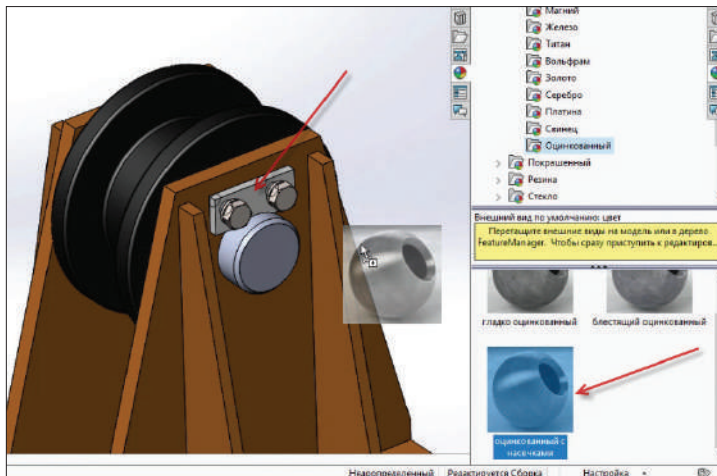 Магний
Железо
Титан
Вольфрам
Золото
Серебро
Платина
Свинец
Оцинкованный
Покрашенный
Резина
Стекло
Внешний вид по умолчанию: цвет
Перетащите внешние виды на модель или в дерево
FeatureManager. Чтобы сразу приступить к редактиров...
гладко оцинкованный
блестящий оцинкованный
оцинкованный с
насечками
Недоопределенный
Редактируется Сборка
Настройка